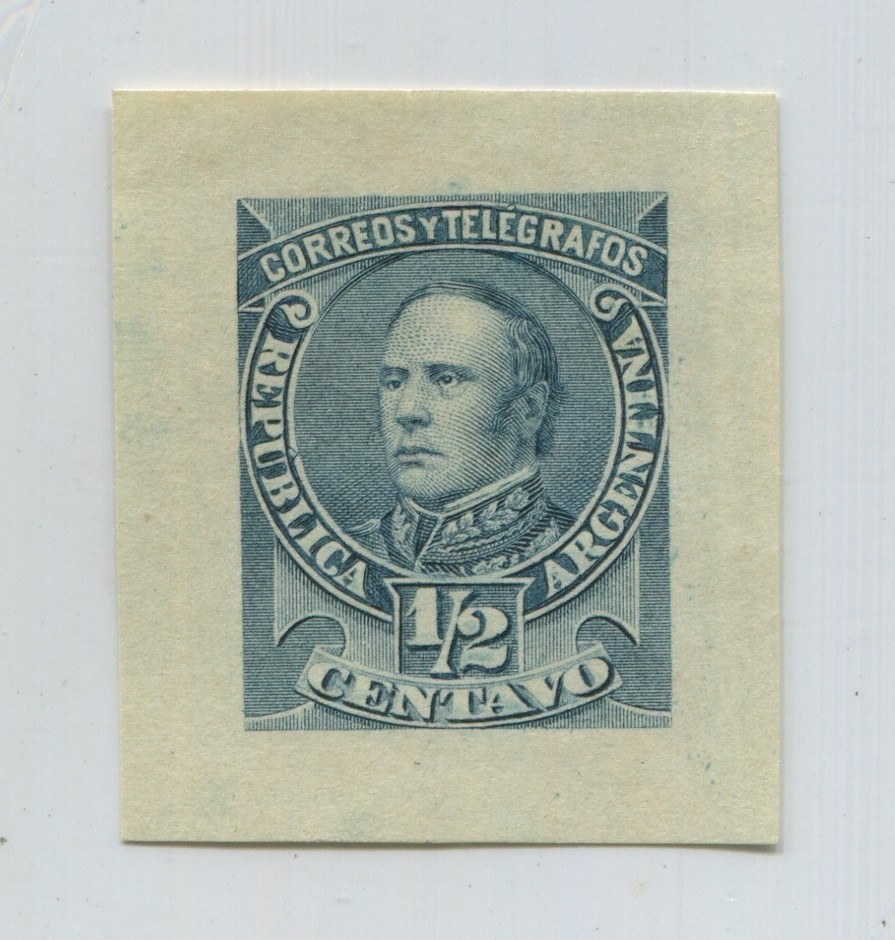 CORREOS Y TELÉGRAFOS
REPÚBLICA ARGENTINA
1/2
CENTAVO